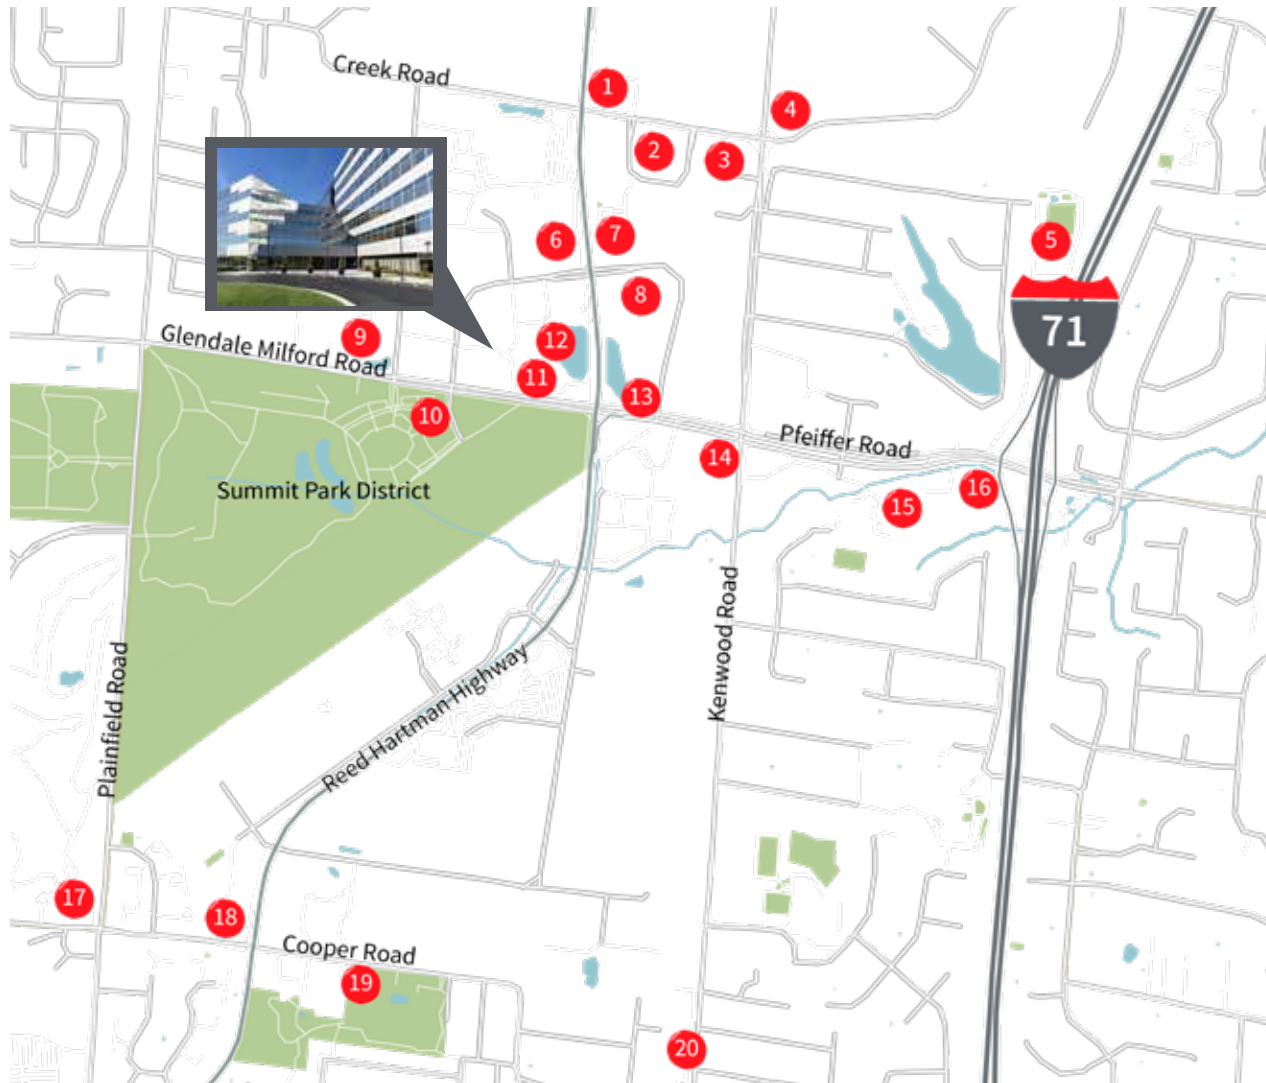 Creek Road
1
4
2
3
6
7
5
8
71
9
Glendale Milford Road
12
11
13
10
Pfeiffer Road
14
Summit Park District
16
15
Kenwood Road
Plainfield Road
Reed Hartman Highway
17
18
Cooper Road
19
20